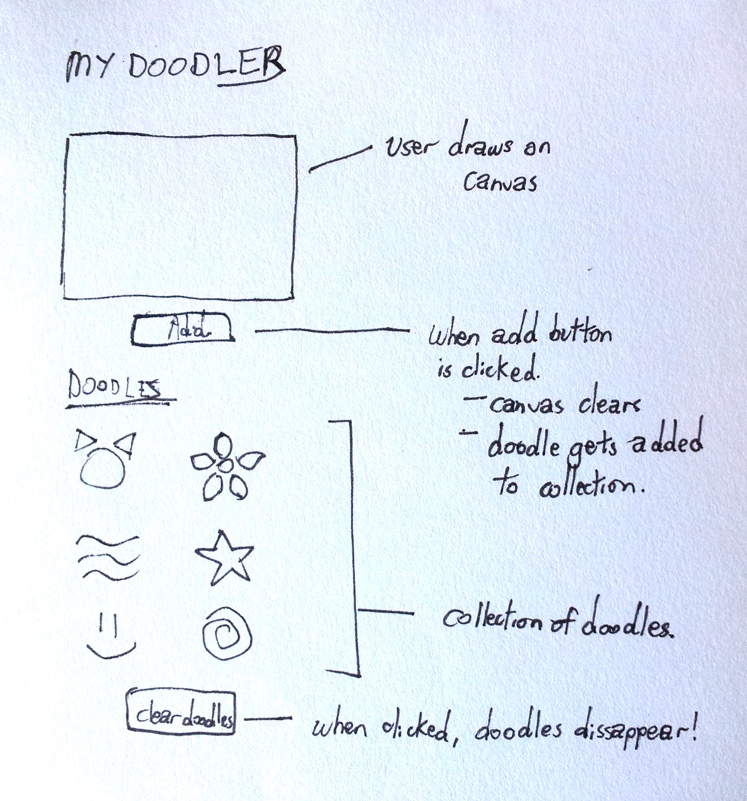 MY DOODLER
User draws on
Canvas
Add
when add button
is clicked.
- canvas clears
- doodle gets added
to collection.
DOODLES
collection of doodles.
clear doodles
when clicked, doodles dissappear!